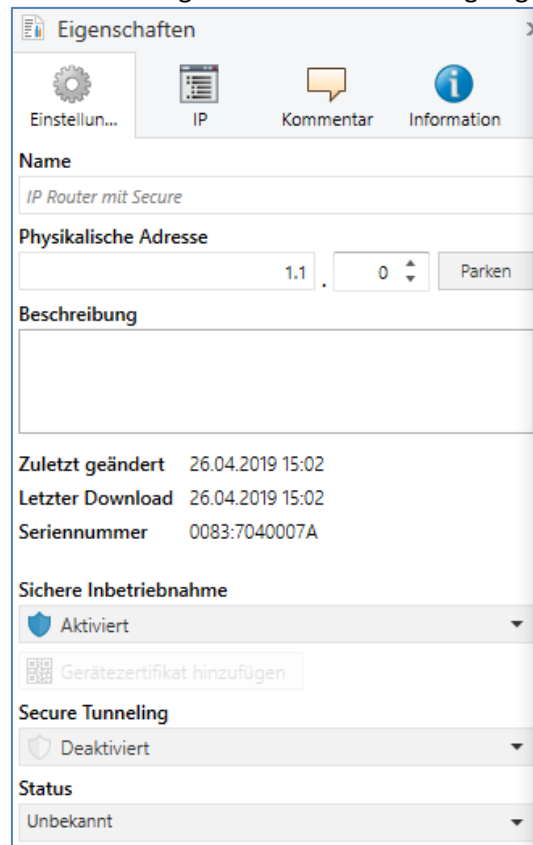 Eigenschaften
Einstellun... IP Kommentar Information
Name
IP Router mit Secure
Physikalische Adresse
1.1 . 0 Parken
Beschreibung
Zuletzt geändert 26.04.2019 15:02
Letzter Download 26.04.2019 15:02
Seriennummer 0083:7040007A
Sichere Inbetriebnahme
Aktiviert
Gerätezertifikat hinzufügen
Secure Tunneling
Deaktiviert
Status
Unbekannt